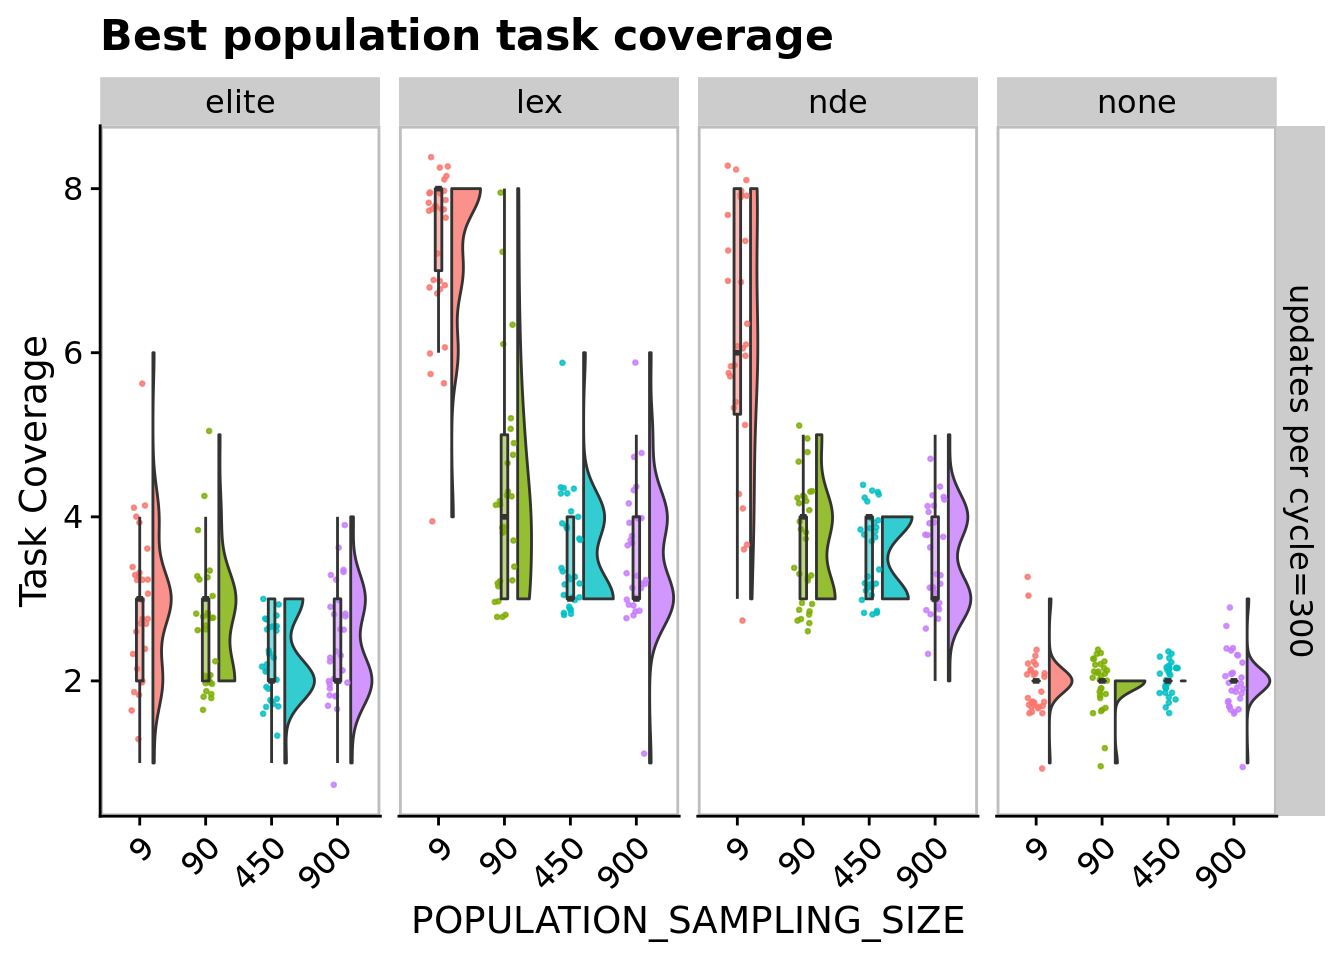 Best population task coverage
elite
lex
nde
none
8
6
4
2
Task Coverage
updates per cycle=300
9
90
450
900
9
90
450
900
9
90
450
900
9
90
450
900
POPULATION_SAMPLING_SIZE